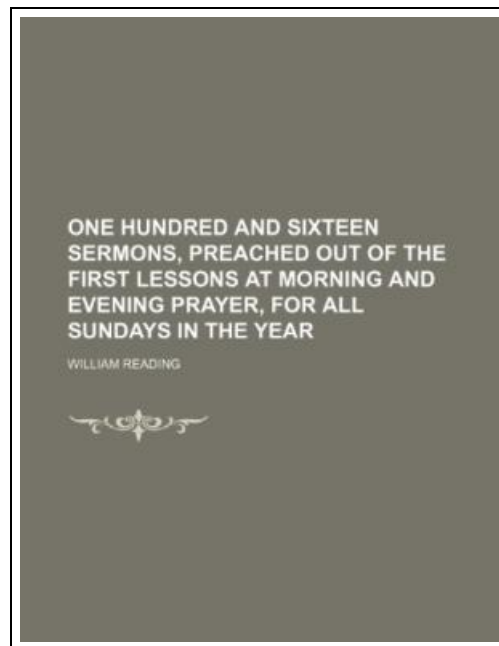 ONE HUNDRED AND SIXTEEN
SERMONS, PREACHED OUT OF THE
FIRST LESSONS AT MORNING AND
EVENING PRAYER, FOR ALL
SUNDAYS IN THE YEAR
WILLIAM READING